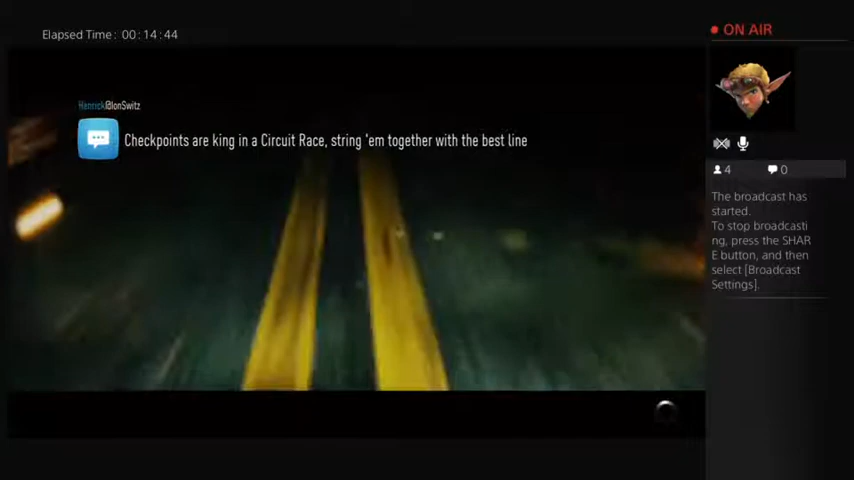 Elapsed Time : 00:14:44
ON AIR
Henrick@IonSwitz
Checkpoints are king in a Circuit Race, string 'em together with the best line
4
0
The broadcast has
started.
To stop broadcasti
ng, press the SHAR
E button, and then
select [Broadcast
Settings].